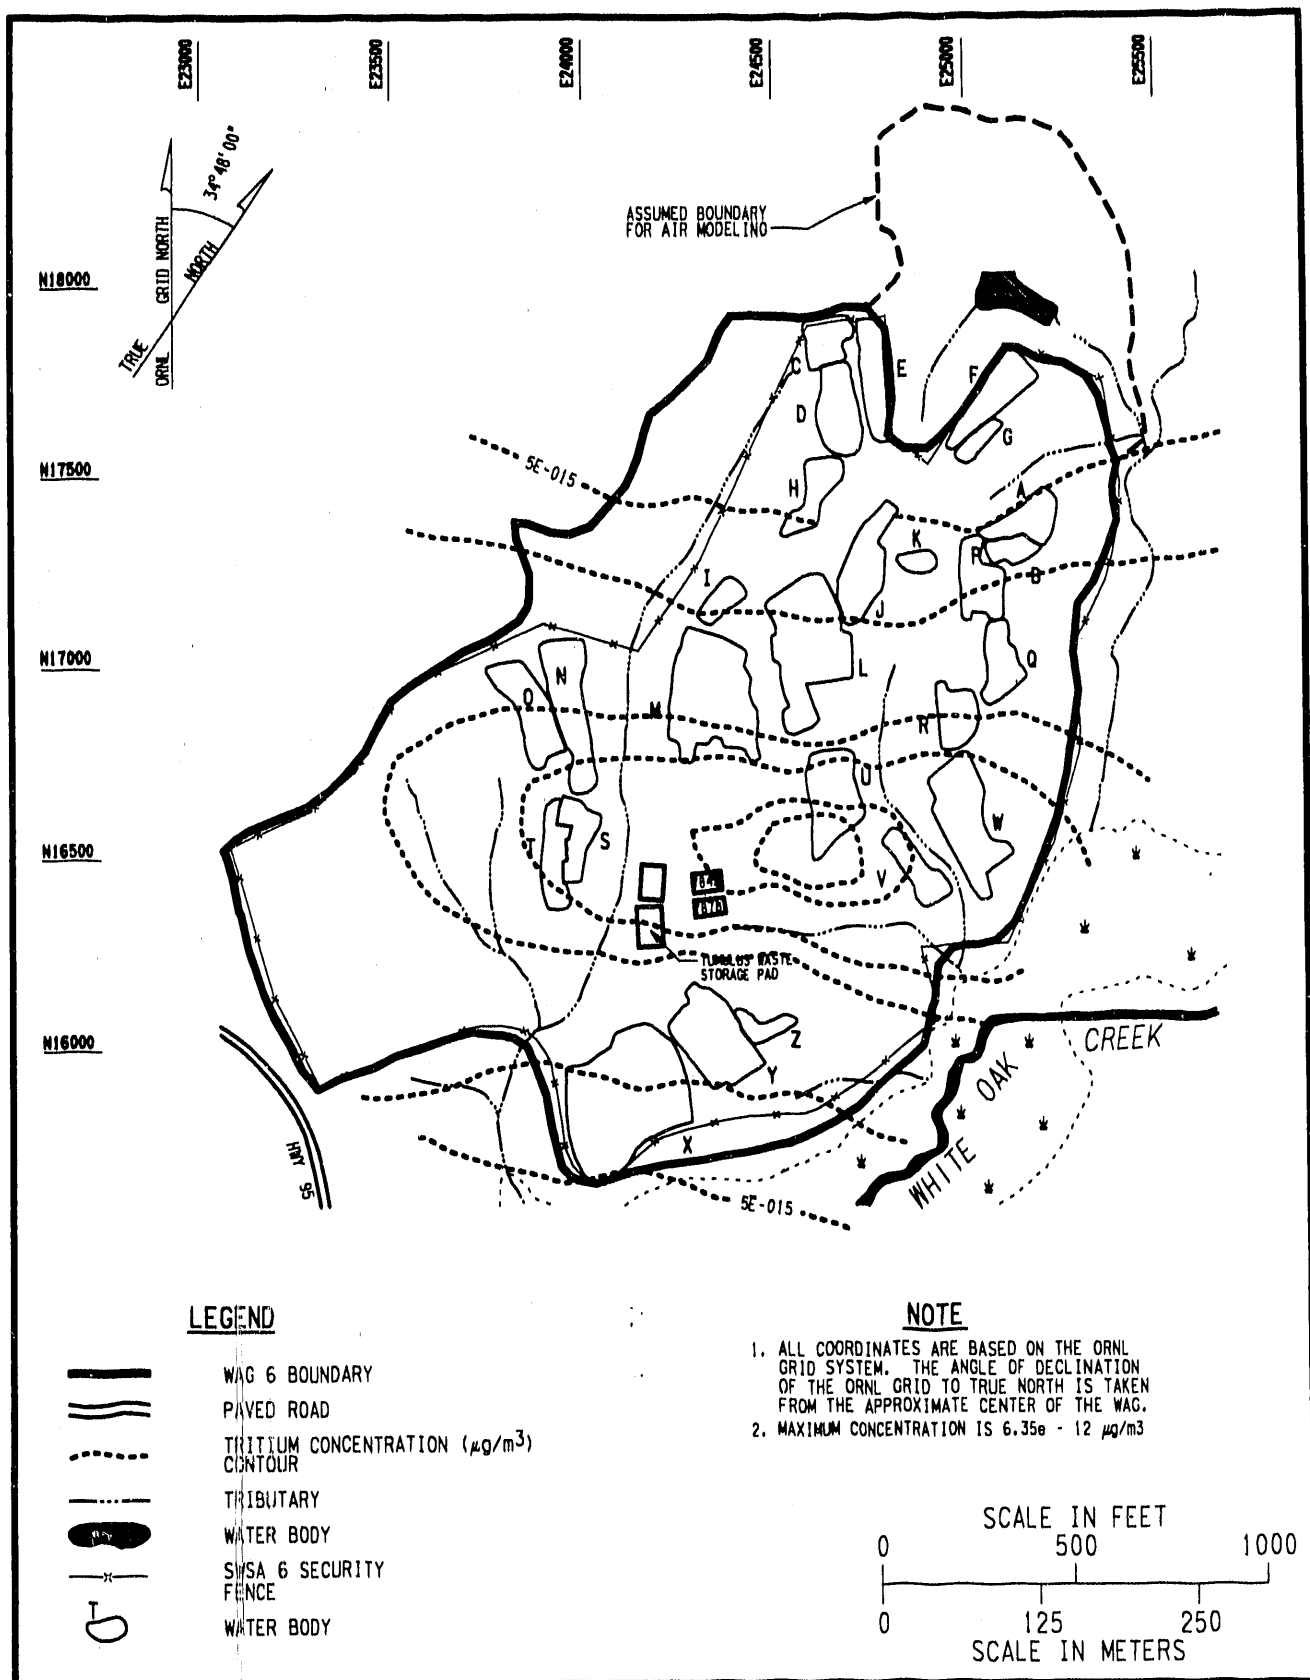 E23000
E23500
E24000
E24500
E25000
E25500
34°48'00"
ORNL GRID NORTH
TRUE NORTH
ASSUMED BOUNDARY
FOR AIR MODELING
N18000
N17500
N17000
N16500
N16000
5E-015
C
D
E
F
G
H
A
K
P
B
I
J
L
Q
O
N
M
R
U
W
T
S
V
TUMULUS WASTE
STORAGE PAD
Z
Y
X
HWY 95
WHITE OAK CREEK
5E-015
LEGEND
WAG 6 BOUNDARY
PAVED ROAD
TRITIUM CONCENTRATION (µg/m³)
CONTOUR
TRIBUTARY
WATER BODY
SWSA 6 SECURITY
FENCE
T
WATER BODY
NOTE
1. ALL COORDINATES ARE BASED ON THE ORNL
GRID SYSTEM. THE ANGLE OF DECLINATION
OF THE ORNL GRID TO TRUE NORTH IS TAKEN
FROM THE APPROXIMATE CENTER OF THE WAG.
2. MAXIMUM CONCENTRATION IS 6.35e - 12 µg/m3
SCALE IN FEET
0 500 1000
0 125 250
SCALE IN METERS